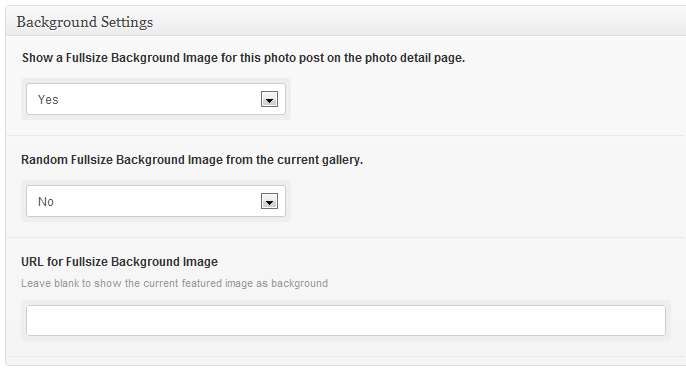 Background Settings
Show a Fullsize Background Image for this photo post on the photo detail page.
Yes
Random Fullsize Background Image from the current gallery.
No
URL for Fullsize Background Image
Leave blank to show the current featured image as background